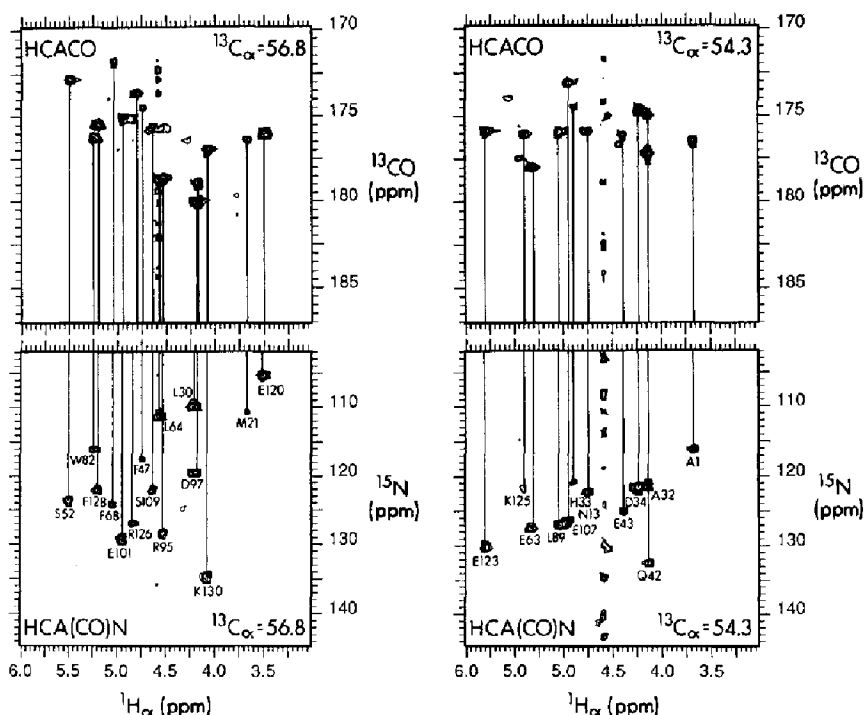 HCACO
¹³Cα=56.8
170
175
180
185
¹³CO
(ppm)
HCACO
¹³Cα=54.3
170
175
180
185
¹³CO
(ppm)
L30
E120
L64
M21
W82
F47
D97
F128
S109
S52
F68
R126
R95
E101
K130
HCA(CO)N
¹³Cα=56.8
110
120
130
140
¹⁵N
(ppm)
6.0 5.5 5.0 4.5 4.0 3.5
¹Hα (ppm)
A1
K125
H33
D34
A32
N13
E43
E63
L89
E107
E123
Q42
HCA(CO)N
¹³Cα=54.3
110
120
130
140
¹⁵N
(ppm)
6.0 5.5 5.0 4.5 4.0 3.5
¹Hα (ppm)